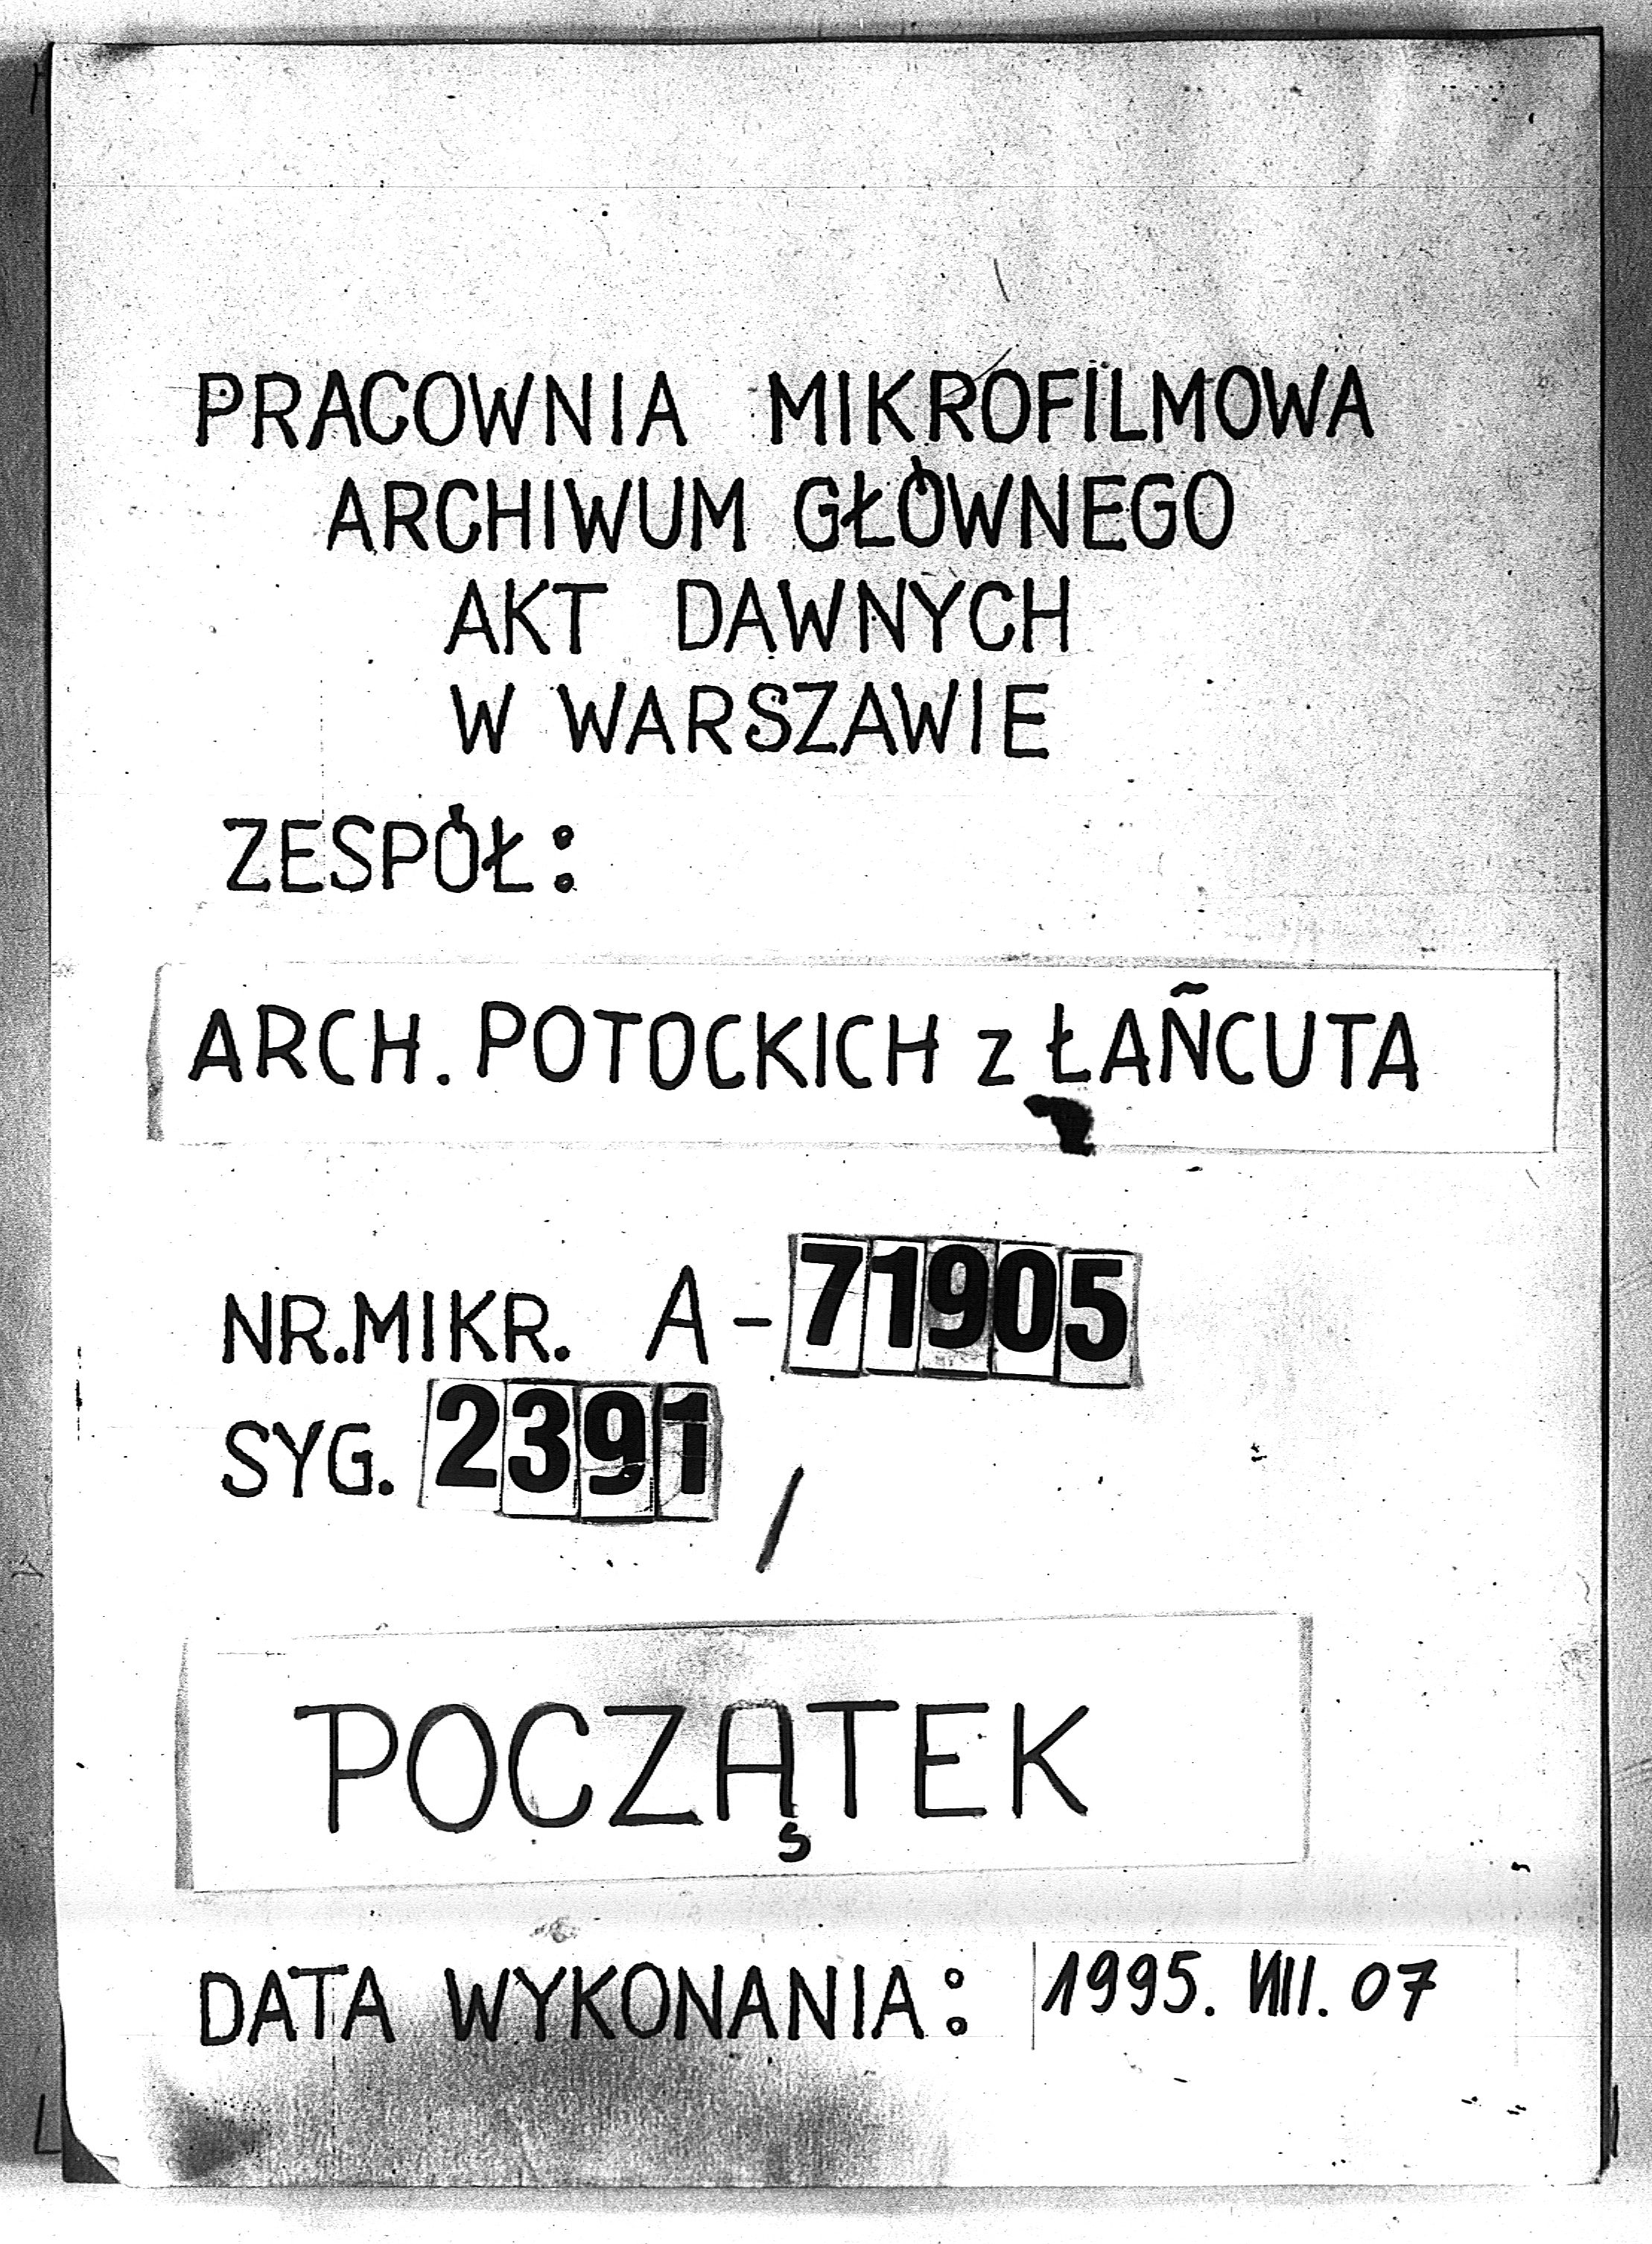 PRACOWNIA MIKROFILMOWA
ARCHIWUM GŁÓWNEGO
AKT DAWNYCH
W WARSZAWIE
ZESPÓŁ:
ARCH. POTOCKICH z ŁAŃCUTA
NR.MIKR. A-71905
SYG. 2391/
POCZĄTEK
DATA WYKONANIA: 1995. VIII. 07